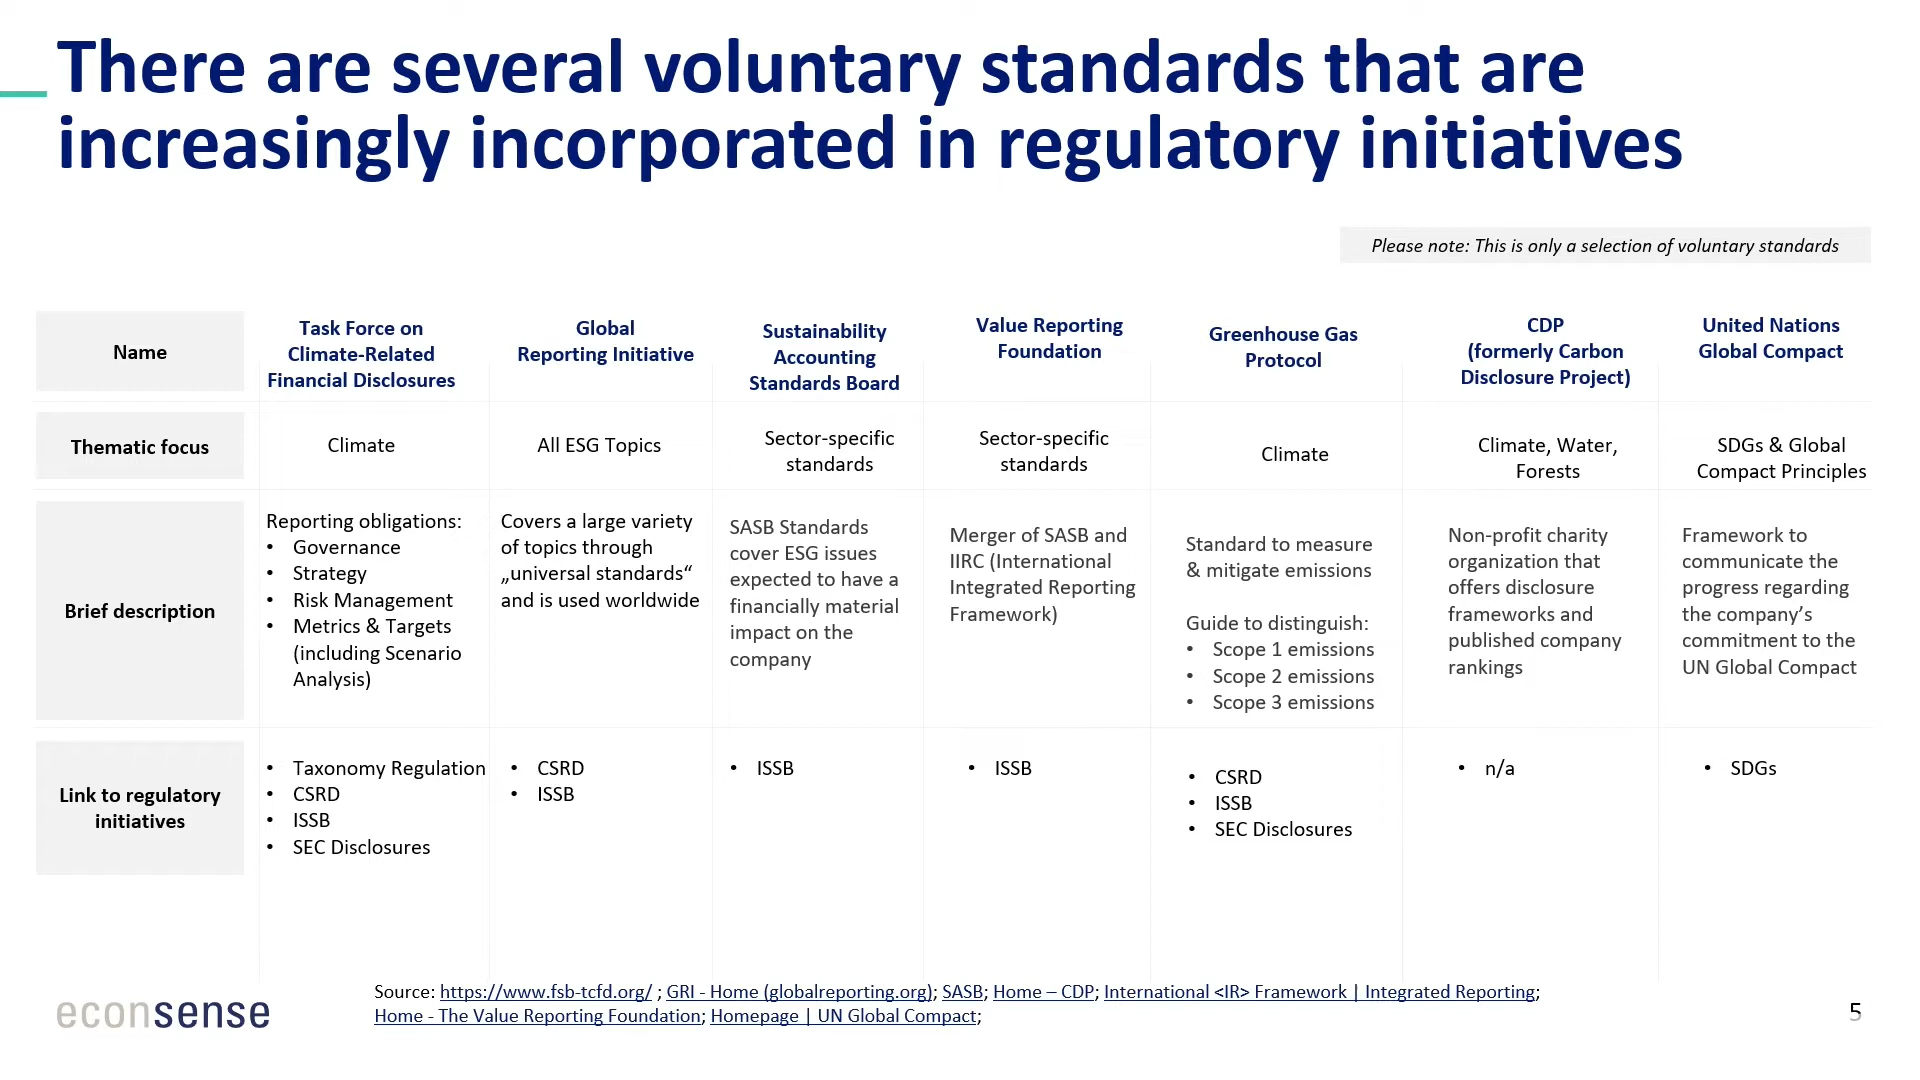 There are several voluntary standards that are
increasingly incorporated in regulatory initiatives
Please note: This is only a selection of voluntary standards
Name
Task Force on
Climate-Related
Financial Disclosures
Global
Reporting Initiative
Sustainability
Accounting
Standards Board
Value Reporting
Foundation
Greenhouse Gas
Protocol
CDP
(formerly Carbon
Disclosure Project)
United Nations
Global Compact
Thematic focus
Climate
All ESG Topics
Sector-specific
standards
Sector-specific
standards
Climate
Climate, Water,
Forests
SDGs & Global
Compact Principles
Brief description
Reporting obligations:
• Governance
• Strategy
• Risk Management
• Metrics & Targets
(including Scenario
Analysis)
Covers a large variety
of topics through
„universal standards“
and is used worldwide
SASB Standards
cover ESG issues
expected to have a
financially material
impact on the
company
Merger of SASB and
IIRC (International
Integrated Reporting
Framework)
Standard to measure
& mitigate emissions
Guide to distinguish:
• Scope 1 emissions
• Scope 2 emissions
• Scope 3 emissions
Non-profit charity
organization that
offers disclosure
frameworks and
published company
rankings
Framework to
communicate the
progress regarding
the company’s
commitment to the
UN Global Compact
Link to regulatory
initiatives
• Taxonomy Regulation
• CSRD
• ISSB
• SEC Disclosures
• CSRD
• ISSB
• ISSB
• ISSB
• CSRD
• ISSB
• SEC Disclosures
• n/a
• SDGs
econsense
Source: https://www.fsb-tcfd.org/ ; GRI - Home (globalreporting.org); SASB; Home – CDP; International <IR> Framework | Integrated Reporting;
Home - The Value Reporting Foundation; Homepage | UN Global Compact;
5